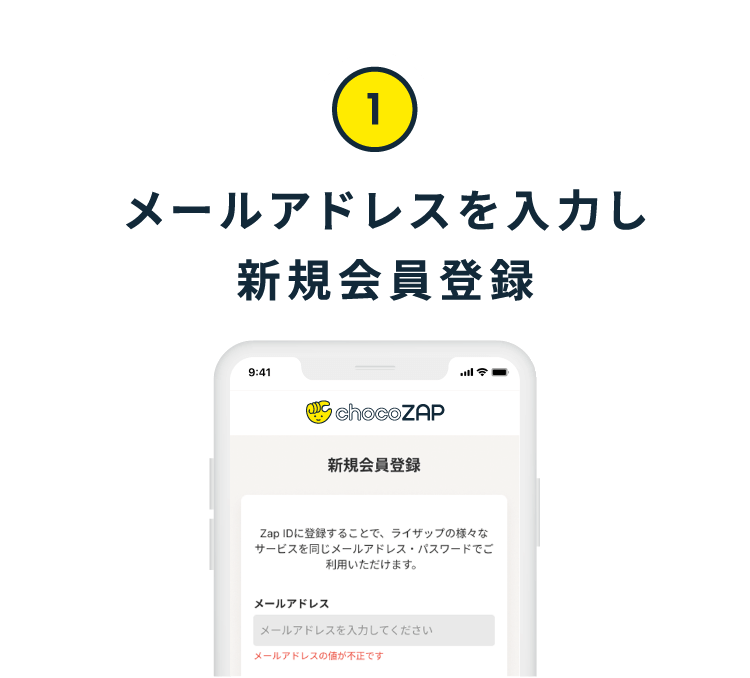 1
メールアドレスを入力し
新規会員登録
9:41
chocoZAP
新規会員登録
Zap IDに登録することで、ライザップの様々な
サービスを同じメールアドレス・パスワードでご
利用いただけます。
メールアドレス
メールアドレスを入力してください
メールアドレスの値が不正です